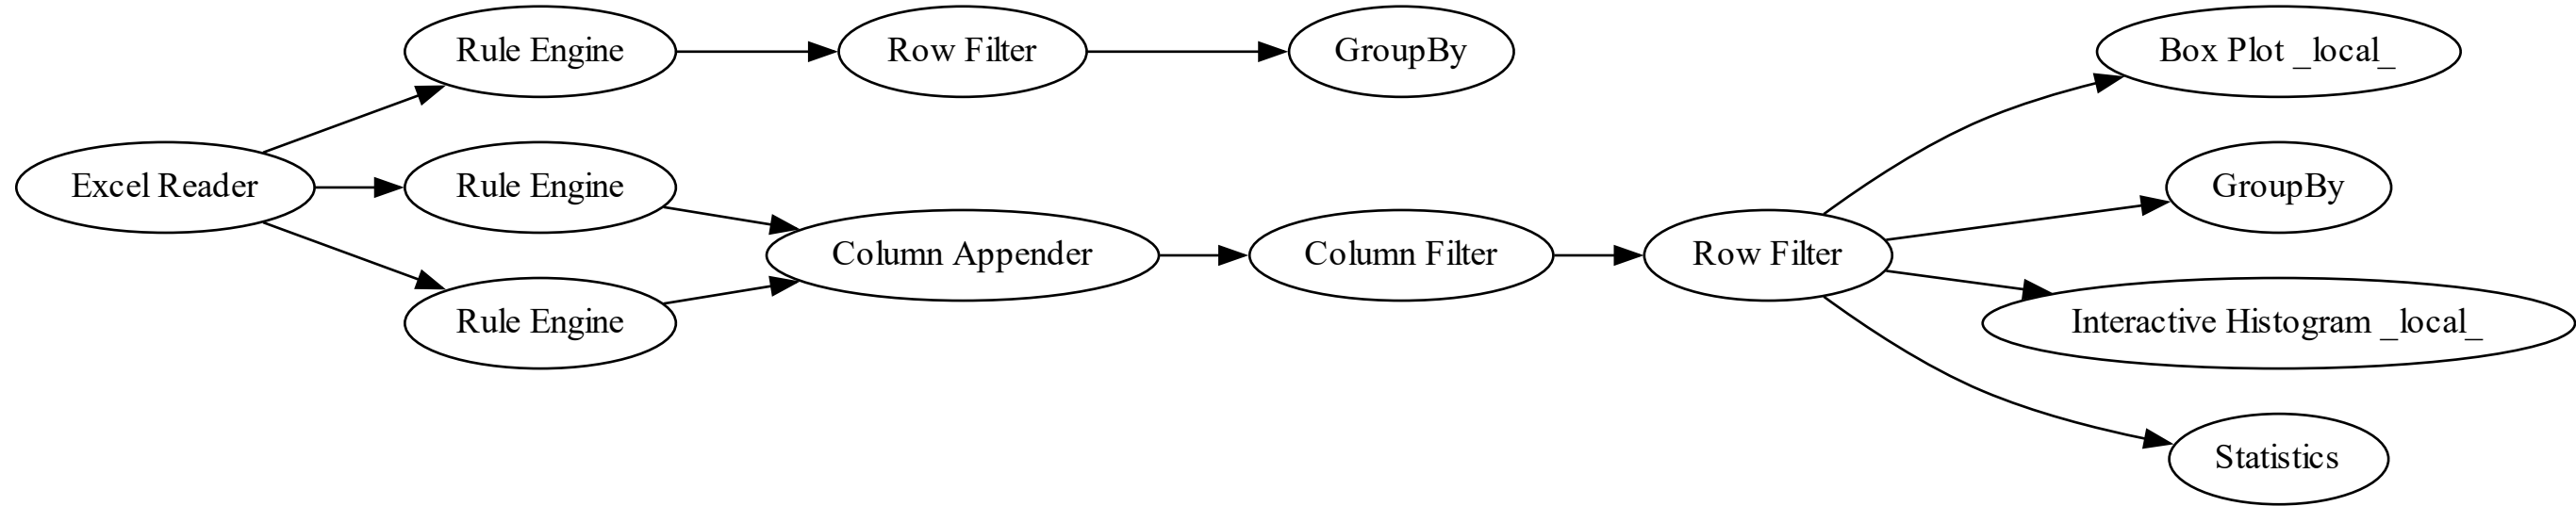 Rule Engine
Row Filter
GroupBy
Box Plot _local_
Excel Reader
Rule Engine
GroupBy
Column Appender
Column Filter
Row Filter
Rule Engine
Interactive Histogram _local_
Statistics